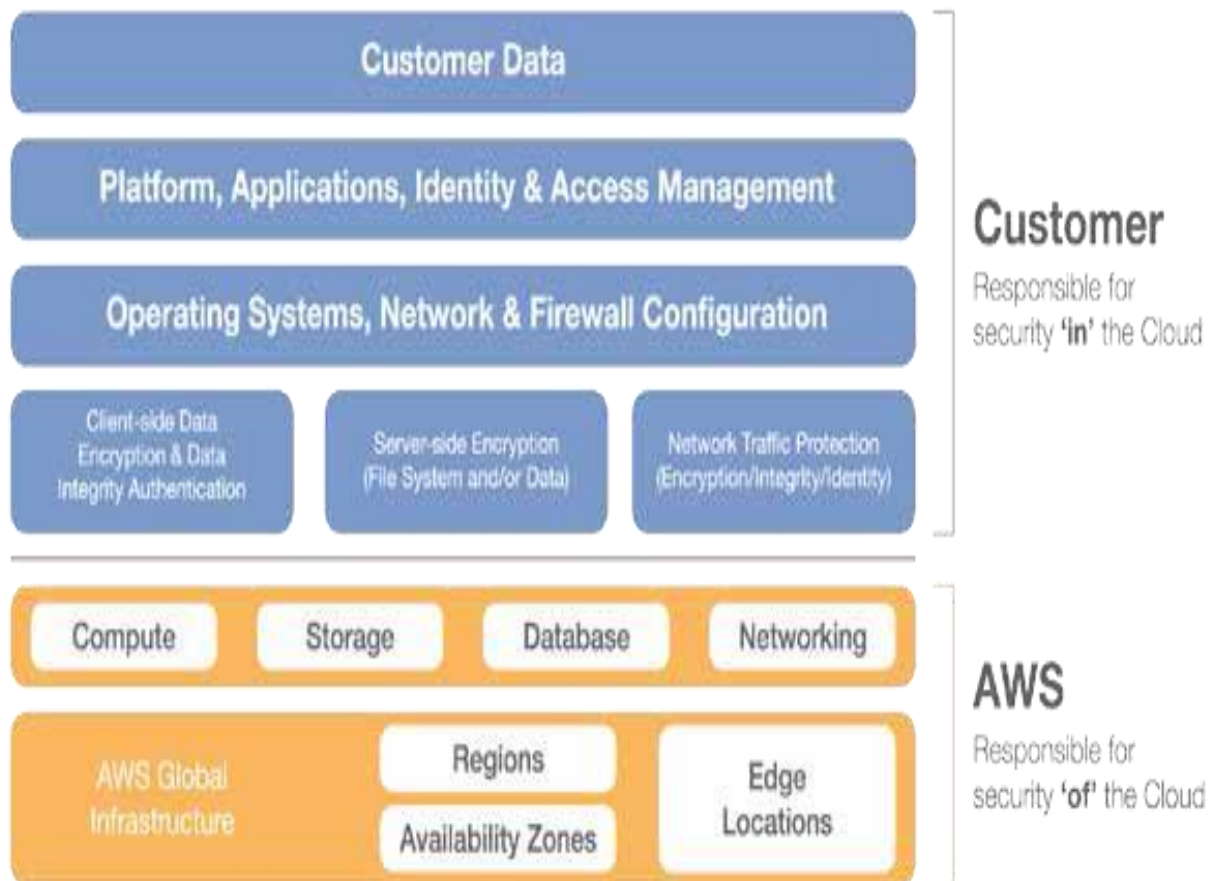 Customer Data
Platform, Applications, Identity & Access Management
Operating Systems, Network & Firewall Configuration
Client-side Data
Encryption & Data
Integrity Authentication
Server-side Encryption
(File System and/or Data)
Network Traffic Protection
(Encryption/Integrity/Identity)
Customer
Responsible for
security ‘in’ the Cloud
Compute
Storage
Database
Networking
AWS Global
Infrastructure
Regions
Availability Zones
Edge
Locations
AWS
Responsible for
security ‘of’ the Cloud